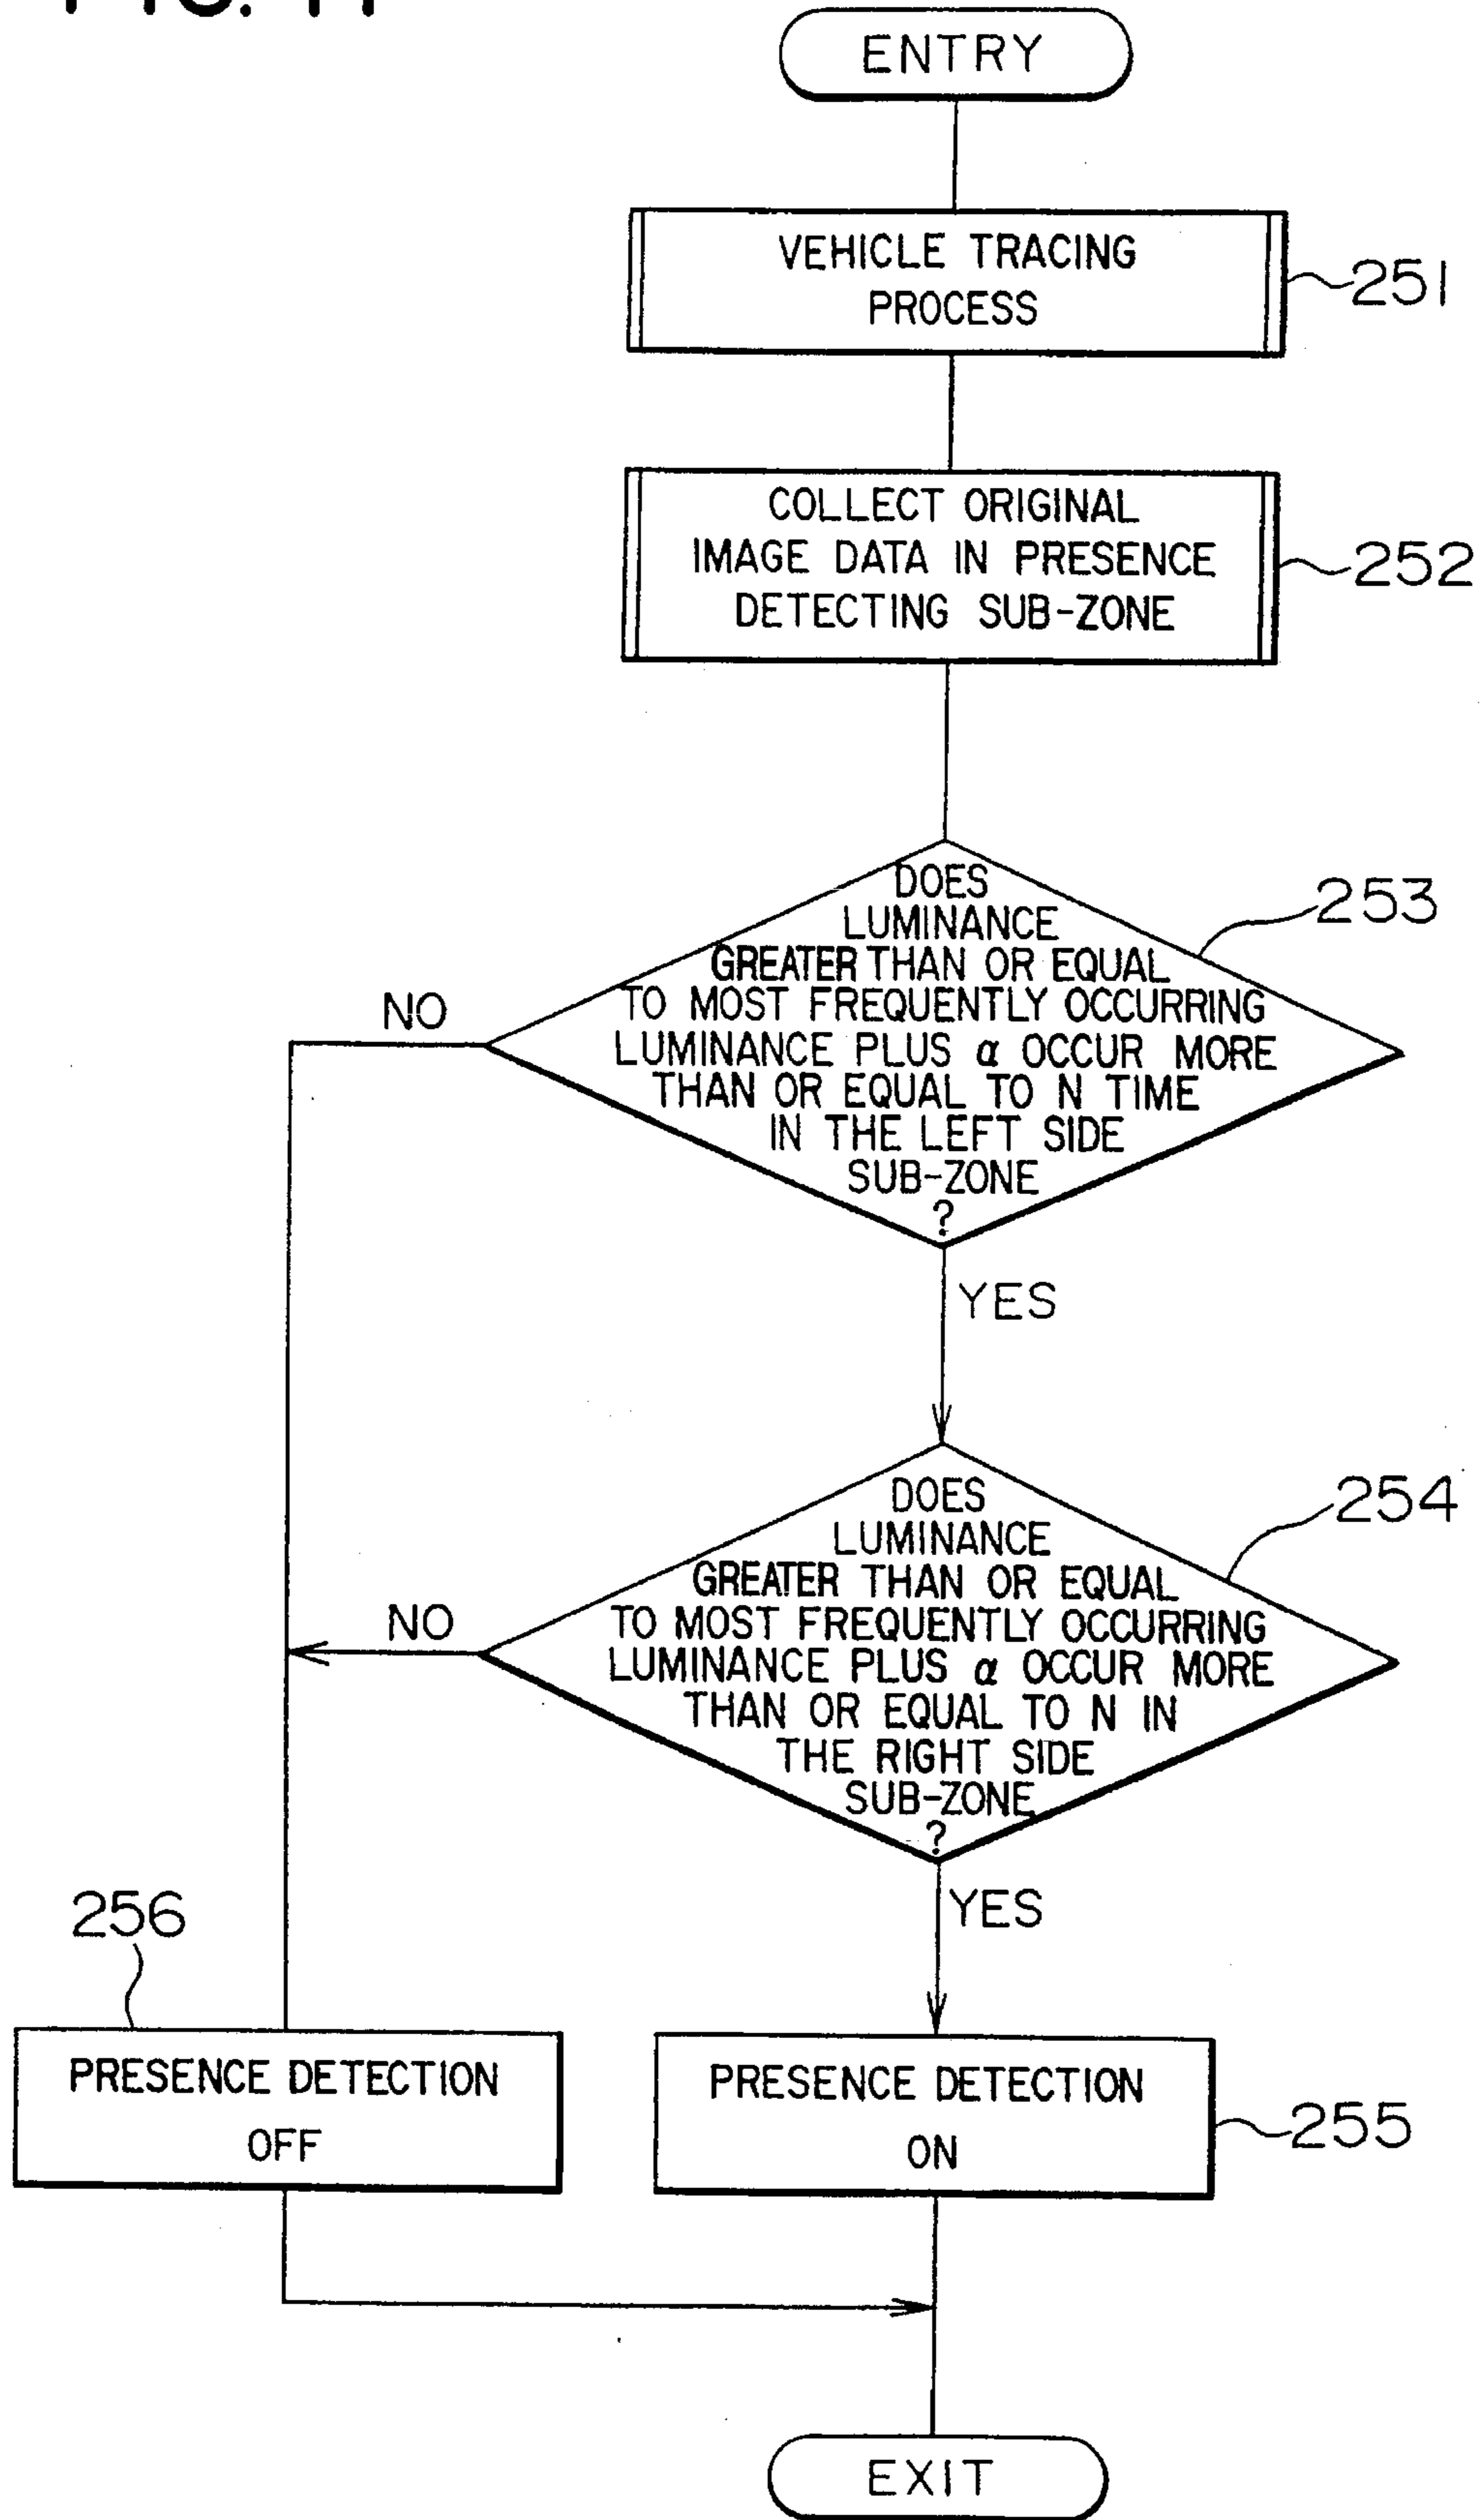 FIG. 11
ENTRY
VEHICLE TRACING
PROCESS
251
COLLECT ORIGINAL
IMAGE DATA IN PRESENCE
DETECTING SUB-ZONE
252
DOES
LUMINANCE
GREATER THAN OR EQUAL
TO MOST FREQUENTLY OCCURRING
LUMINANCE PLUS α OCCUR MORE
THAN OR EQUAL TO N TIME
IN THE LEFT SIDE
SUB-ZONE
?
253
NO
YES
DOES
LUMINANCE
GREATER THAN OR EQUAL
TO MOST FREQUENTLY OCCURRING
LUMINANCE PLUS α OCCUR MORE
THAN OR EQUAL TO N IN
THE RIGHT SIDE
SUB-ZONE
?
254
NO
YES
256
PRESENCE DETECTION
OFF
PRESENCE DETECTION
ON
255
EXIT